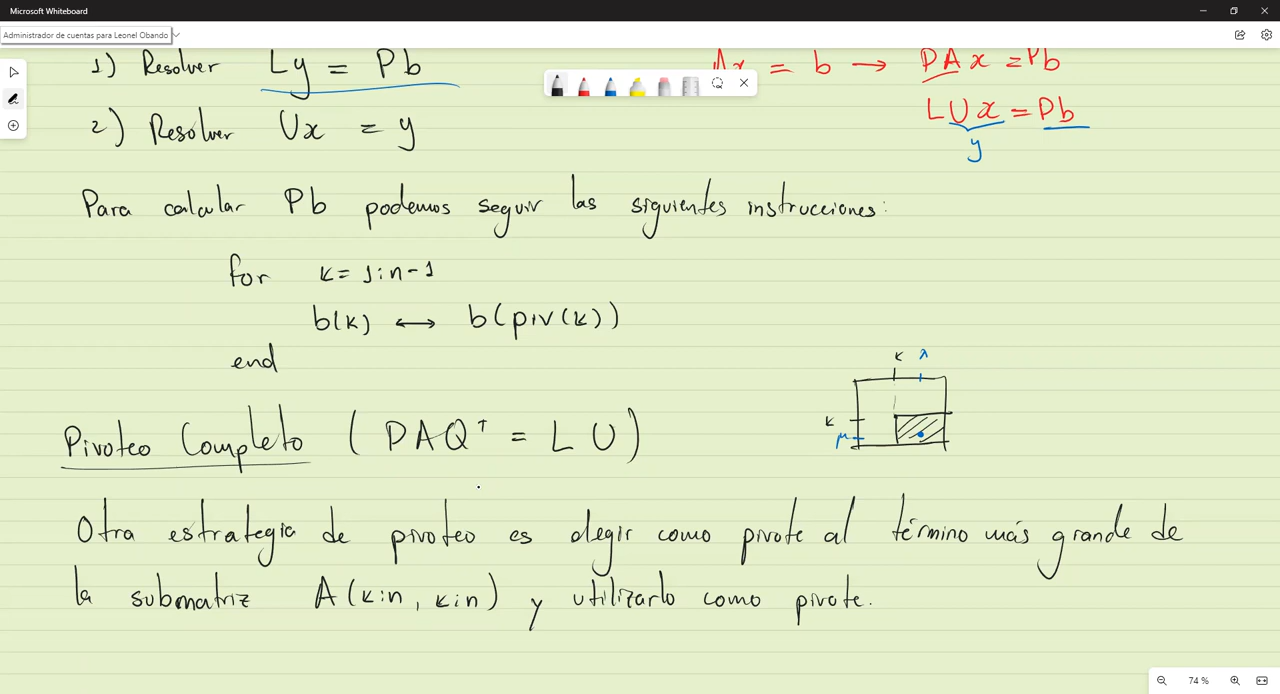 Microsoft Whiteboard
Administrador de cuentas para Leonel Obando
1) Resolver Ly = Pb
Ax = b → PAx = Pb
2) Resolver Ux = y
LUx = Pb
y
Para calcular Pb podemos seguir las siguientes instrucciones:
for k = 1:n-1
b(k) ↔ b(piv(k))
end
k λ
k
μ
Pivoteo Completo ( PAQᵀ = L U )
Otra estrategia de pivoteo es elegir como pivote al término más grande de
la submatriz A(k:n, k:n) y utilizarlo como pivote.
74 %